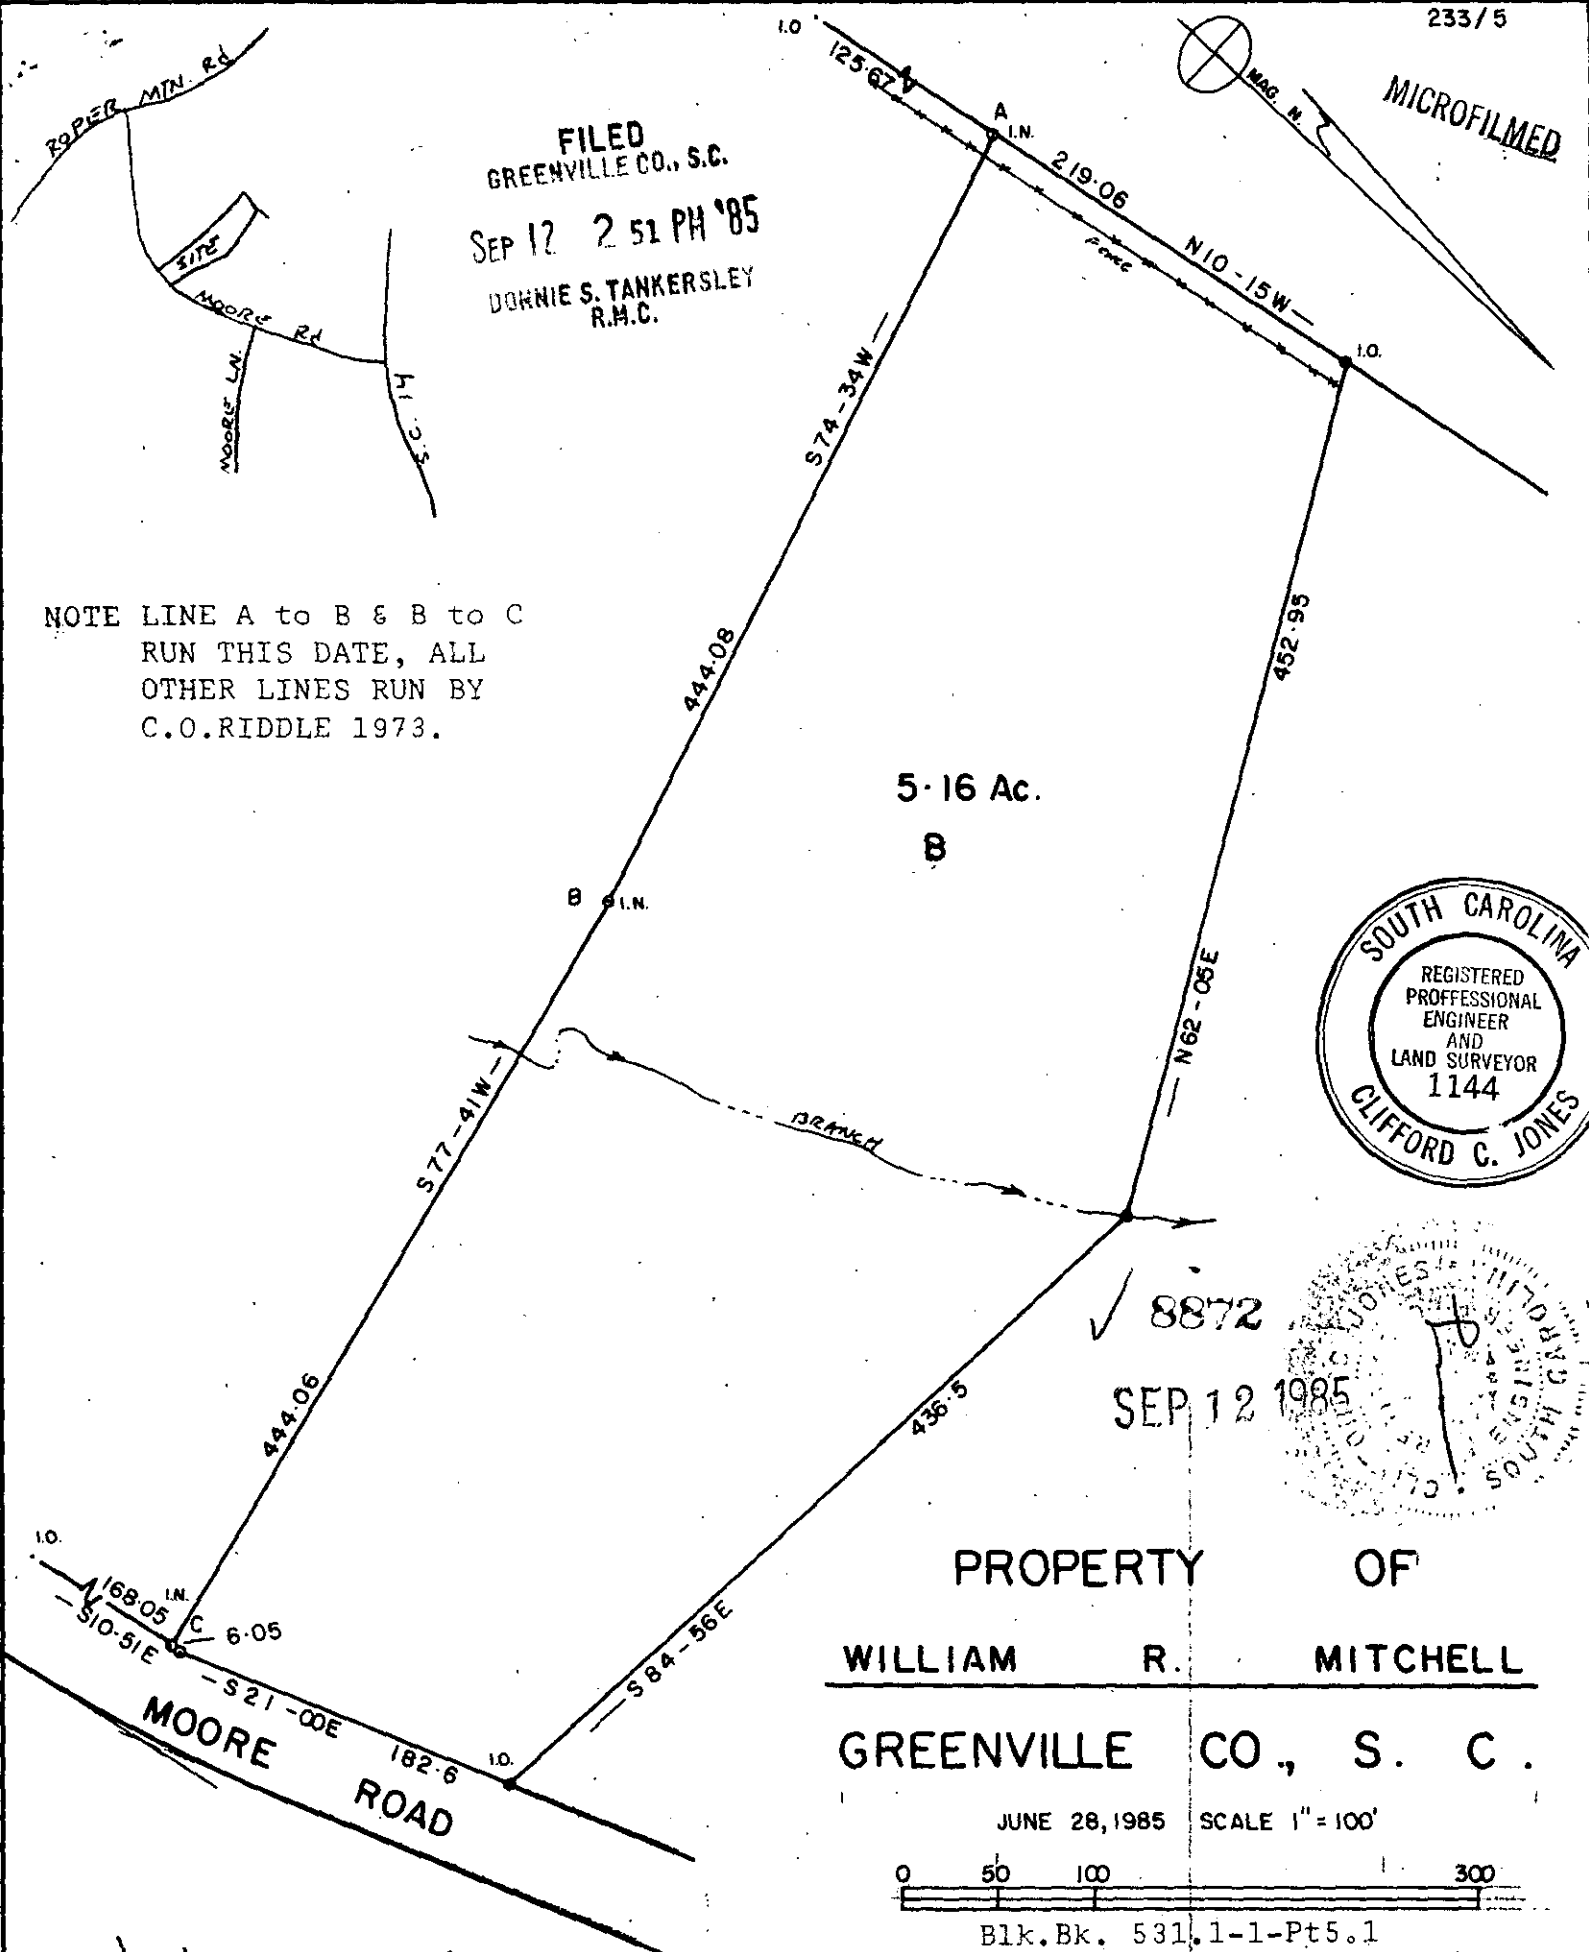 233/5
MICROFILMED
ROPER MTN. Rd
SITE
MOORE Rd
MOORE LN.
S.C. 14
FILED
GREENVILLE CO., S.C.
SEP 12 2 51 PM '85
DONNIE S. TANKERSLEY
R.M.C.
I.O
125.67
A
I.N.
219.06
N10-15W
Fence
I.O.
MAG. N.
S74-34W
444.08
452.95
N62-05E
NOTE LINE A to B & B to C
RUN THIS DATE, ALL
OTHER LINES RUN BY
C.O.RIDDLE 1973.
5.16 Ac.
B
B
I.N.
S77-41W
444.06
BRANCH
SOUTH CAROLINA
REGISTERED
PROFFESSIONAL
ENGINEER
AND
LAND SURVEYOR
1144
CLIFFORD C. JONES
8872
SEP 12 1985
436.5
S84-56E
I.O.
168.05
I.N.
C
6.05
S10-51E
S21-00E
182.6
I.O.
MOORE ROAD
PROPERTY OF
WILLIAM R. MITCHELL
GREENVILLE CO., S. C.
JUNE 28, 1985 SCALE 1" = 100'
0 50 100 300
Blk.Bk. 531.1-1-Pt5.1